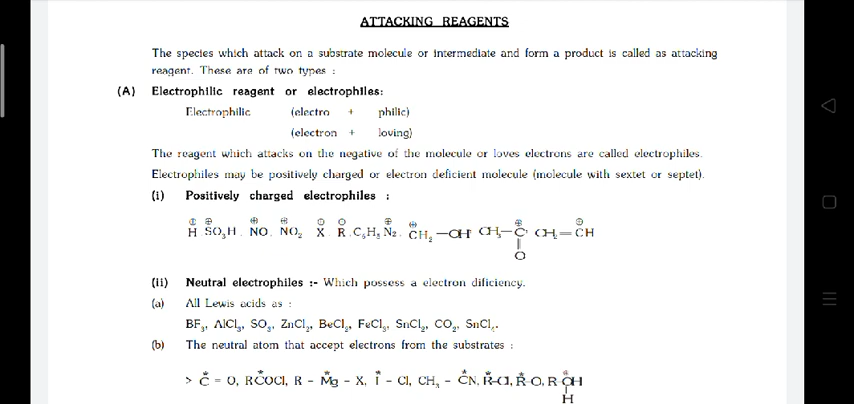 ATTACKING REAGENTS
The species which attack on a substrate molecule or intermediate and form a product is called as attacking
reagent. These are of two types :
(A) Electrophilic reagent or electrophiles:
Electrophilic (electro + philic)
(electron + loving)
The reagent which attacks on the negative of the molecule or loves electrons are called electrophiles.
Electrophiles may be positively charged or electron deficient molecule (molecule with sextet or septet).
(i) Positively charged electrophiles :
⊕ ⊕ ⊕ ⊕ ⊕ ⊕ ⊕ ⊕ ⊕
H SO₃H, NO, NO₂ X, R, C₆H₅ N₂, CH₂—OH CH₃—C, CH₂=CH
||
O
(ii) Neutral electrophiles :- Which possess a electron dificiency.
(a) All Lewis acids as :
BF₃, AlCl₃, SO₃, ZnCl₂, BeCl₂, FeCl₃, SnCl₂, CO₂, SnCl₄.
(b) The neutral atom that accept electrons from the substrates :
* * * * * * * *
> C = O, RCOCl, R – Mg – X, I – Cl, CH₃ – CN, R–Cl, R–O, R OH
H